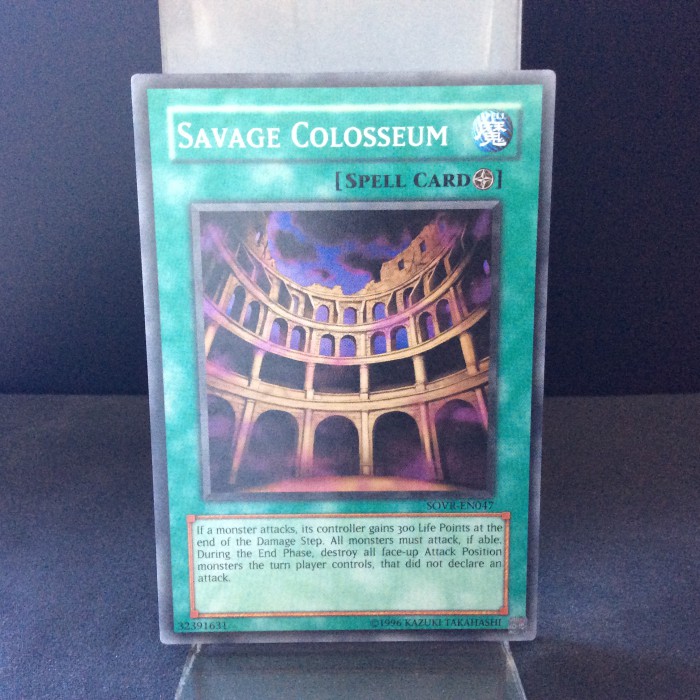 SAVAGE COLOSSEUM
魔
[SPELL CARD]
SOVR-EN047
If a monster attacks, its controller gains 300 Life Points at the
end of the Damage Step. All monsters must attack, if able.
During the End Phase, destroy all face-up Attack Position
monsters the turn player controls, that did not declare an
attack.
32391631
©1996 KAZUKI TAKAHASHI